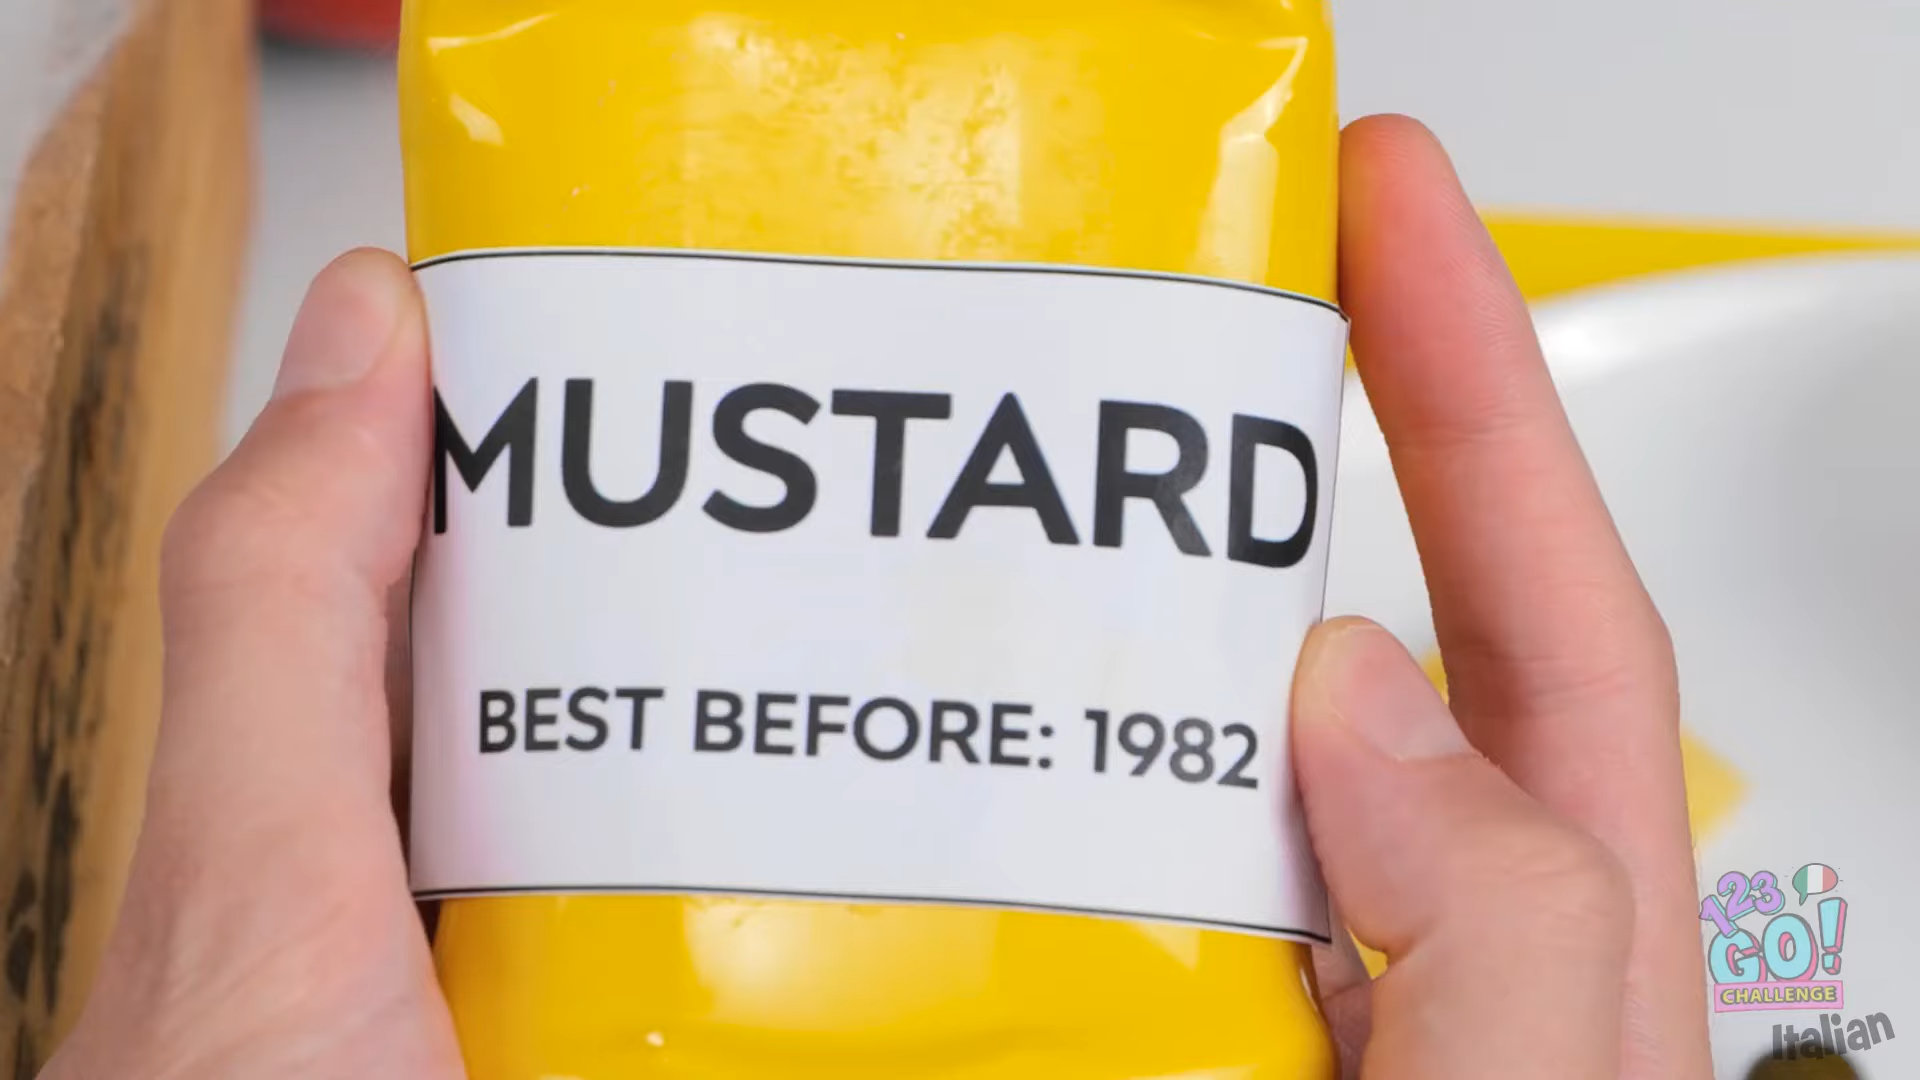 MUSTARD
BEST BEFORE: 1982
123
GO!
CHALLENGE
Italian